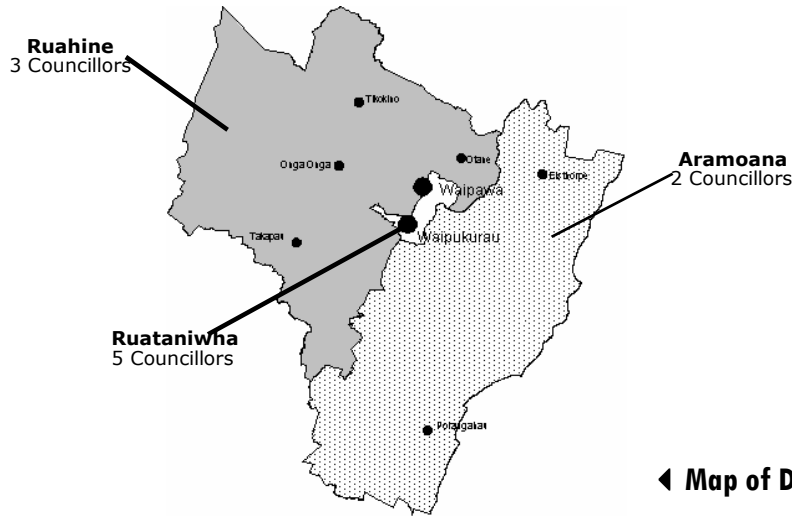 Ruahine
3 Councillors
Tikokino
Onga Onga
Otane
Elsthorpe
Aramoana
2 Councillors
Waipawa
Waipukurau
Takapau
Ruataniwha
5 Councillors
Porangahau
Map of D